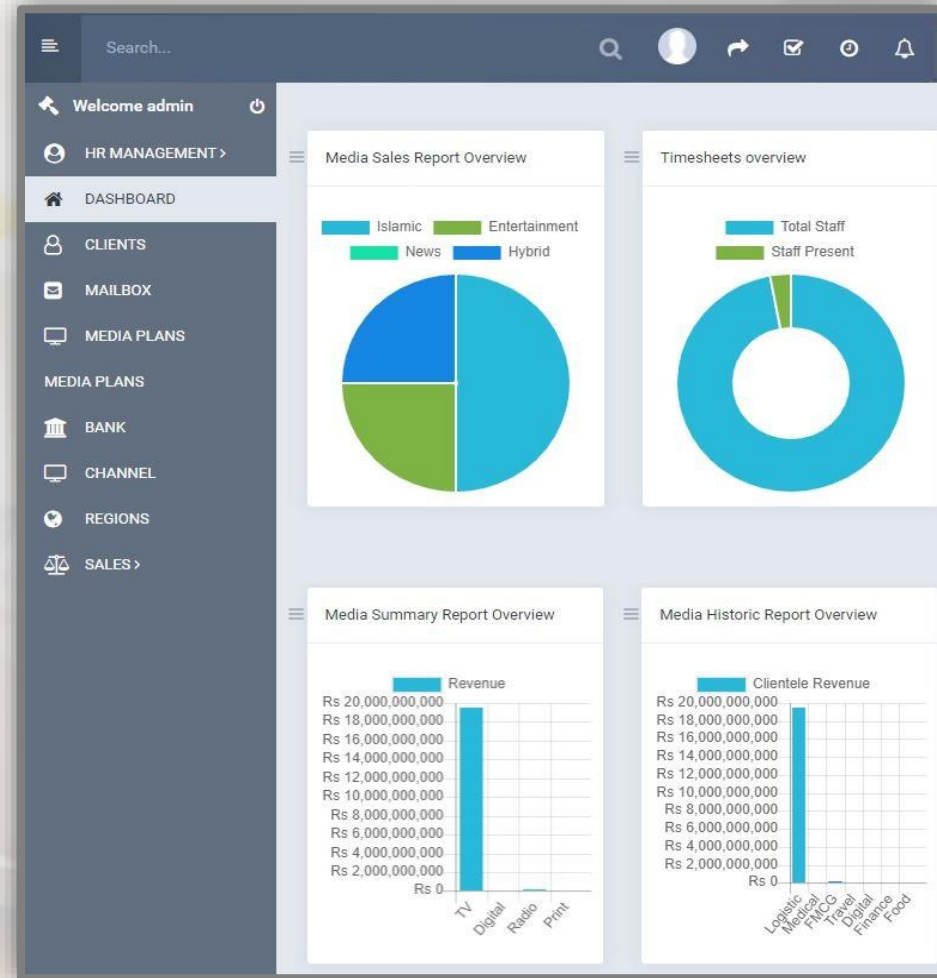 Search...
Welcome admin
HR MANAGEMENT >
DASHBOARD
CLIENTS
MAILBOX
MEDIA PLANS
MEDIA PLANS
BANK
CHANNEL
REGIONS
SALES >
Media Sales Report Overview
Islamic Entertainment
News Hybrid
Timesheets overview
Total Staff
Staff Present
Media Summary Report Overview
Revenue
Rs 20,000,000,000
Rs 18,000,000,000
Rs 16,000,000,000
Rs 14,000,000,000
Rs 12,000,000,000
Rs 10,000,000,000
Rs 8,000,000,000
Rs 6,000,000,000
Rs 4,000,000,000
Rs 2,000,000,000
Rs 0
TV Digital Radio Print
Media Historic Report Overview
Clientele Revenue
Rs 20,000,000,000
Rs 18,000,000,000
Rs 16,000,000,000
Rs 14,000,000,000
Rs 12,000,000,000
Rs 10,000,000,000
Rs 8,000,000,000
Rs 6,000,000,000
Rs 4,000,000,000
Rs 2,000,000,000
Rs 0
Logistic Medical FMCG Travel Digital Finance Food